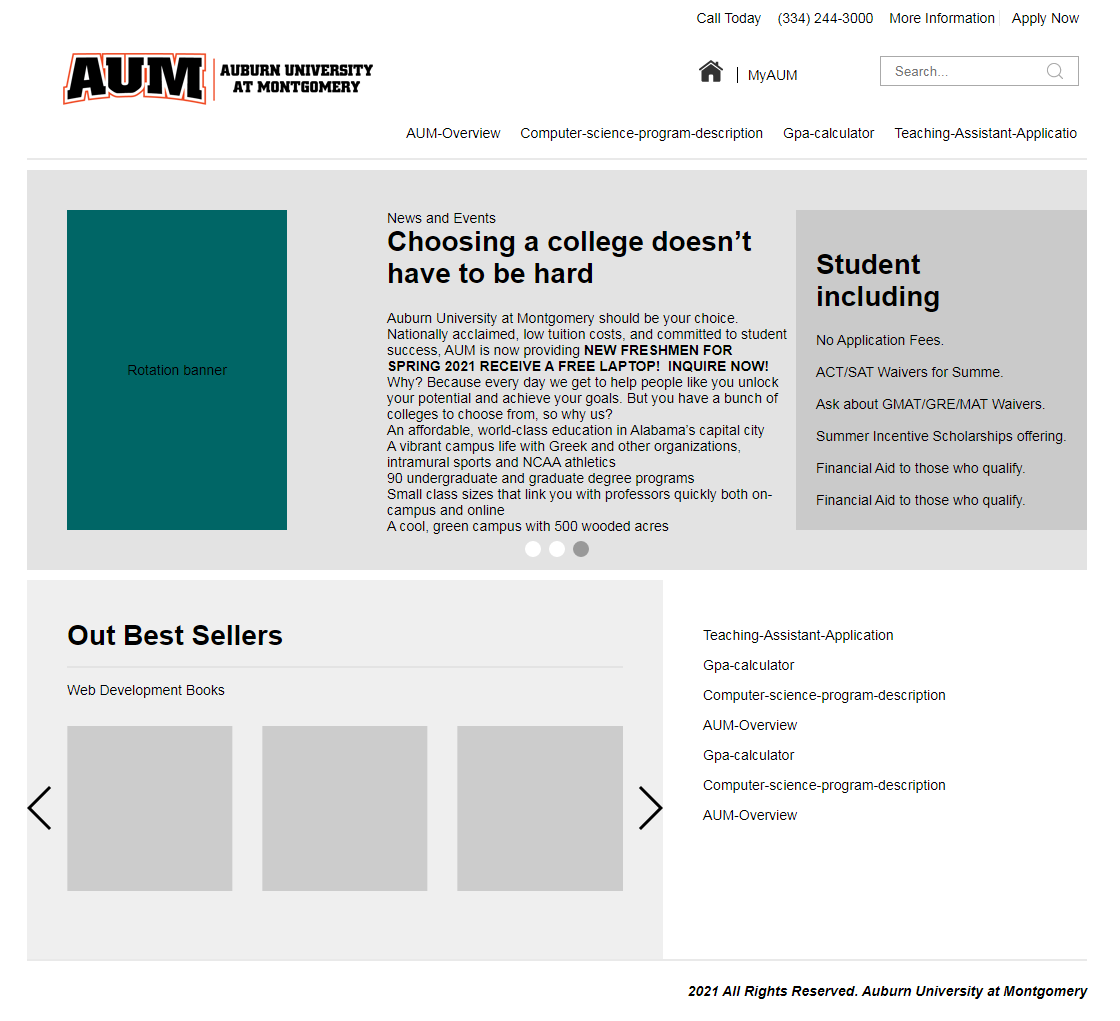 Call Today (334) 244-3000 More Information Apply Now
AUM AUBURN UNIVERSITY
AT MONTGOMERY
MyAUM
Search...
AUM-Overview Computer-science-program-description Gpa-calculator Teaching-Assistant-Applicatio
Rotation banner
News and Events
Choosing a college doesn’t
have to be hard
Auburn University at Montgomery should be your choice.
Nationally acclaimed, low tuition costs, and committed to student
success, AUM is now providing NEW FRESHMEN FOR
SPRING 2021 RECEIVE A FREE LAPTOP! INQUIRE NOW!
Why? Because every day we get to help people like you unlock
your potential and achieve your goals. But you have a bunch of
colleges to choose from, so why us?
An affordable, world-class education in Alabama’s capital city
A vibrant campus life with Greek and other organizations,
intramural sports and NCAA athletics
90 undergraduate and graduate degree programs
Small class sizes that link you with professors quickly both on-
campus and online
A cool, green campus with 500 wooded acres
Student
including
No Application Fees.
ACT/SAT Waivers for Summe.
Ask about GMAT/GRE/MAT Waivers.
Summer Incentive Scholarships offering.
Financial Aid to those who qualify.
Financial Aid to those who qualify.
Out Best Sellers
Web Development Books
Teaching-Assistant-Application
Gpa-calculator
Computer-science-program-description
AUM-Overview
Gpa-calculator
Computer-science-program-description
AUM-Overview
2021 All Rights Reserved. Auburn University at Montgomery